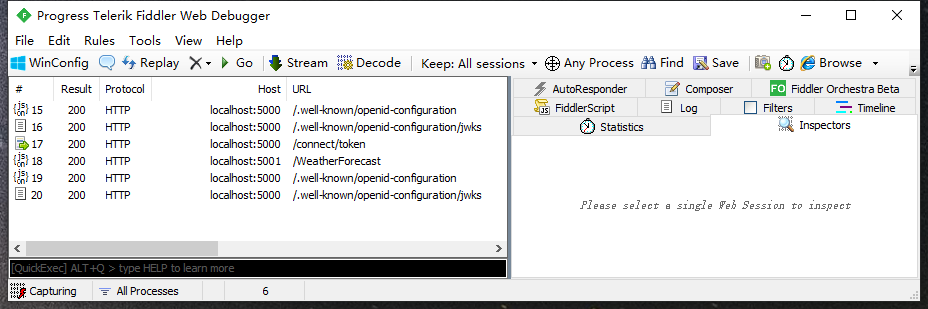 Progress Telerik Fiddler Web Debugger
File Edit Rules Tools View Help
WinConfig Replay Go Stream Decode Keep: All sessions Any Process Find Save Browse
# Result Protocol Host URL
15 200 HTTP localhost:5000 /.well-known/openid-configuration
16 200 HTTP localhost:5000 /.well-known/openid-configuration/jwks
17 200 HTTP localhost:5000 /connect/token
18 200 HTTP localhost:5001 /WeatherForecast
19 200 HTTP localhost:5000 /.well-known/openid-configuration
20 200 HTTP localhost:5000 /.well-known/openid-configuration/jwks
[QuickExec] ALT+Q > type HELP to learn more
AutoResponder Composer FO Fiddler Orchestra Beta
FiddlerScript Log Filters Timeline
Statistics Inspectors
Please select a single Web Session to inspect
Capturing All Processes 6